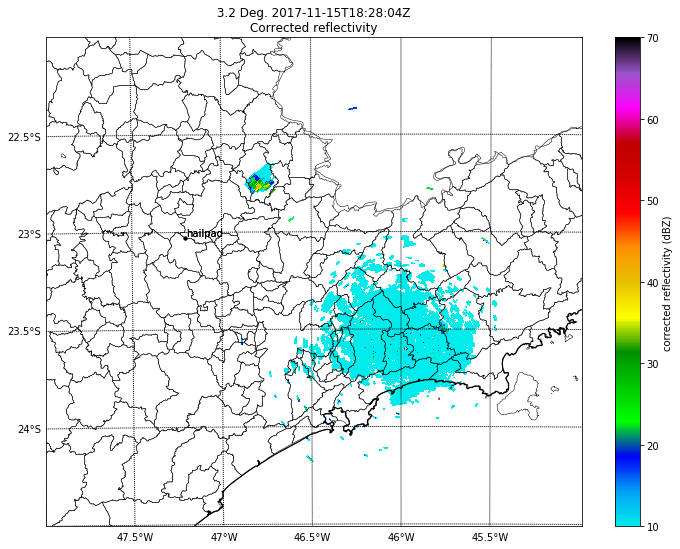 3.2 Deg. 2017-11-15T18:28:04Z
Corrected reflectivity
22.5°S
23°S
23.5°S
24°S
47.5°W
47°W
46.5°W
46°W
45.5°W
hailpad
70
60
50
40
30
20
10
corrected reflectivity (dBZ)